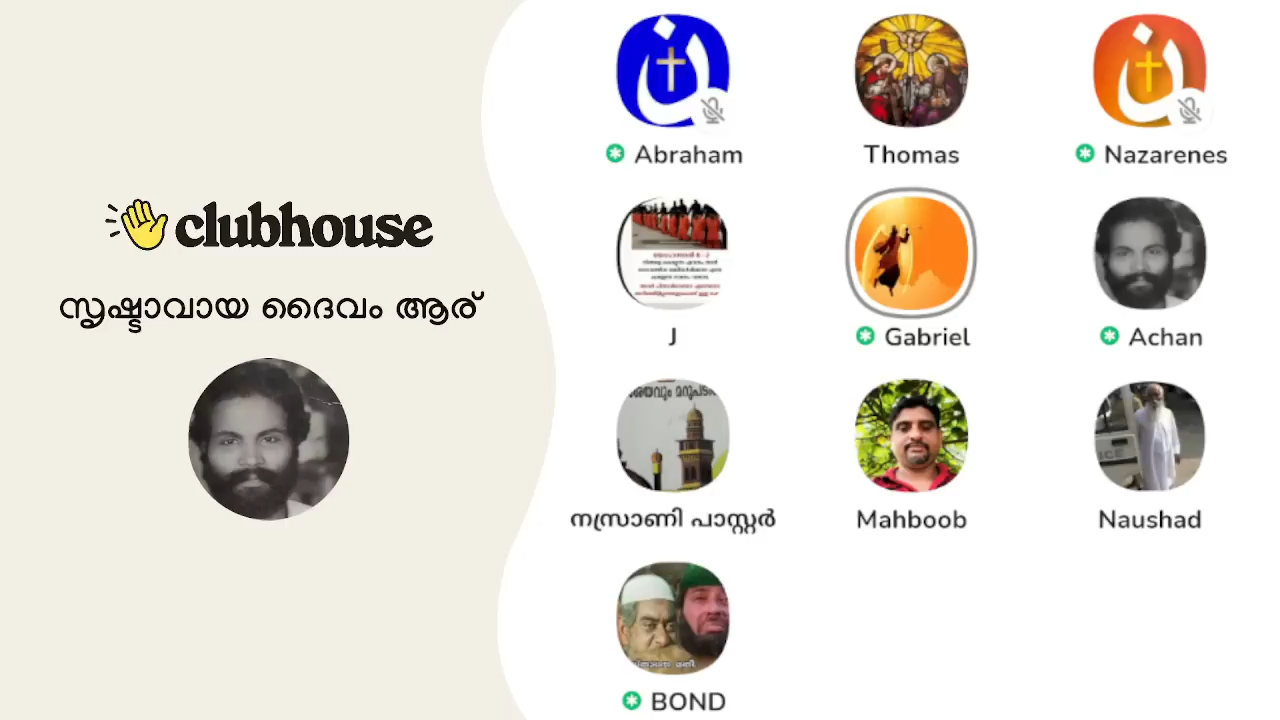 clubhouse
സൃഷ്ടാവായ ദൈവം ആര്
Abraham
Thomas
Nazarenes
J
Gabriel
Achan
നസ്രാണി പാസ്റ്റർ
Mahboob
Naushad
BOND